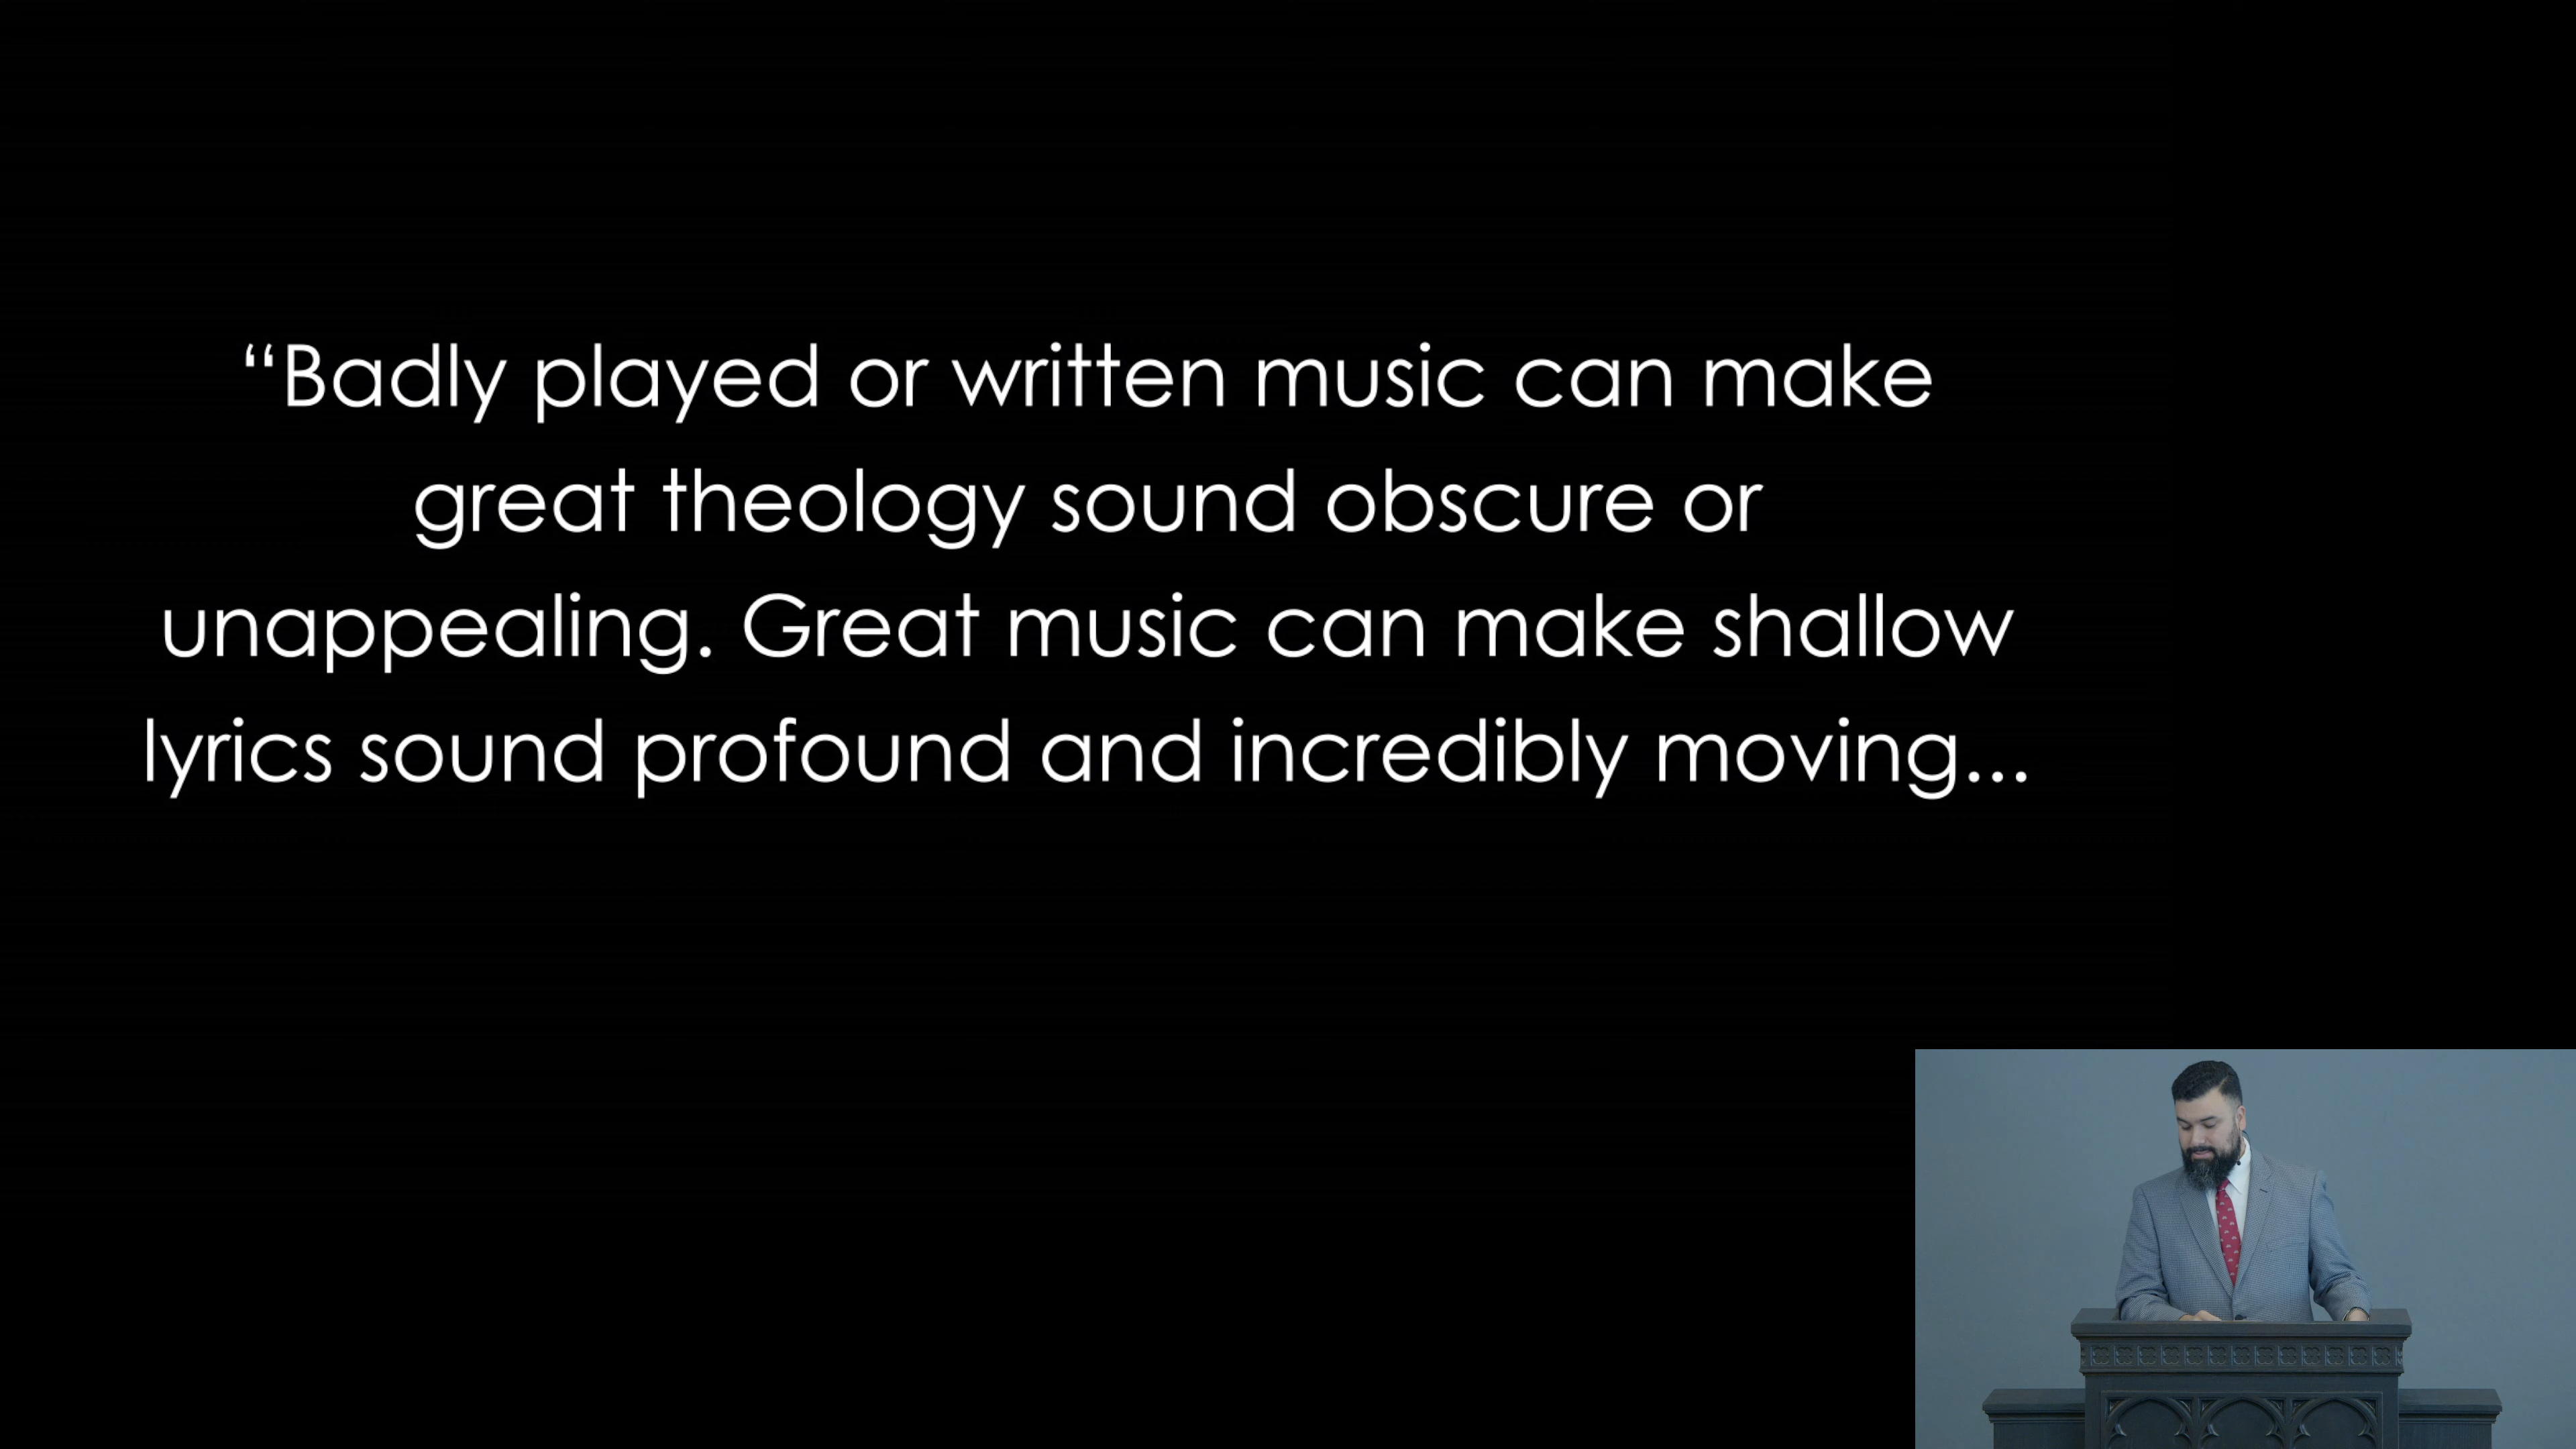 “Badly played or written music can make
great theology sound obscure or
unappealing. Great music can make shallow
lyrics sound profound and incredibly moving...